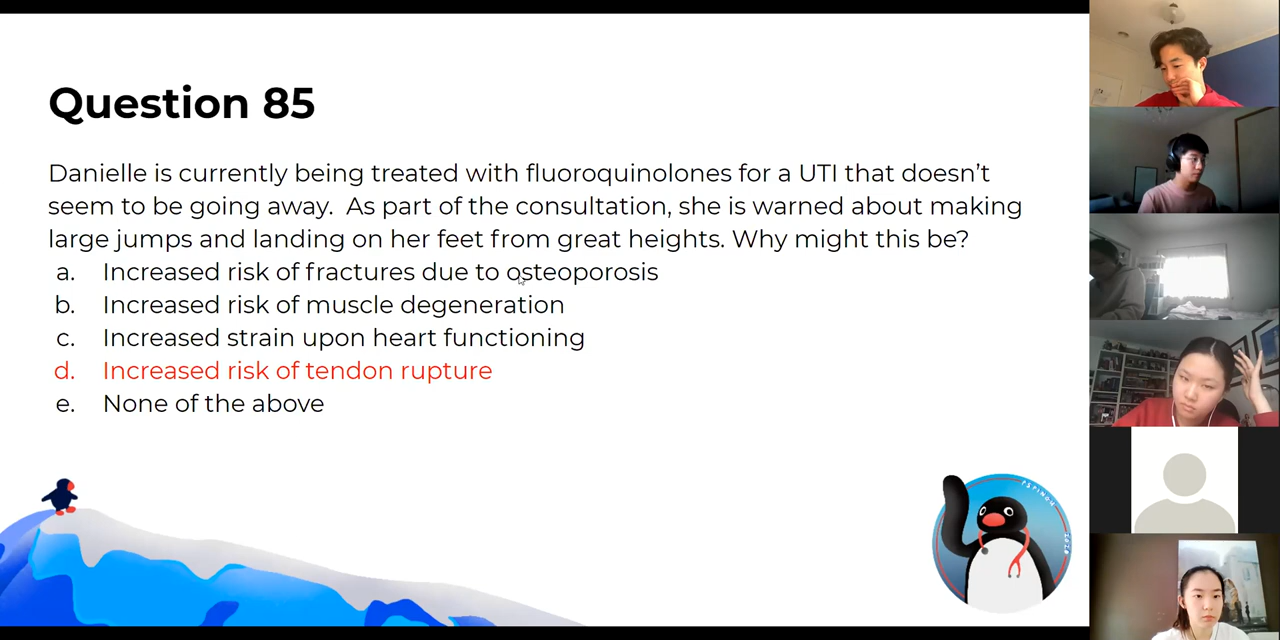 Question 85
Danielle is currently being treated with fluoroquinolones for a UTI that doesn’t
seem to be going away.  As part of the consultation, she is warned about making
large jumps and landing on her feet from great heights. Why might this be?
a. Increased risk of fractures due to osteoporosis
b. Increased risk of muscle degeneration
c. Increased strain upon heart functioning
d. Increased risk of tendon rupture
e. None of the above